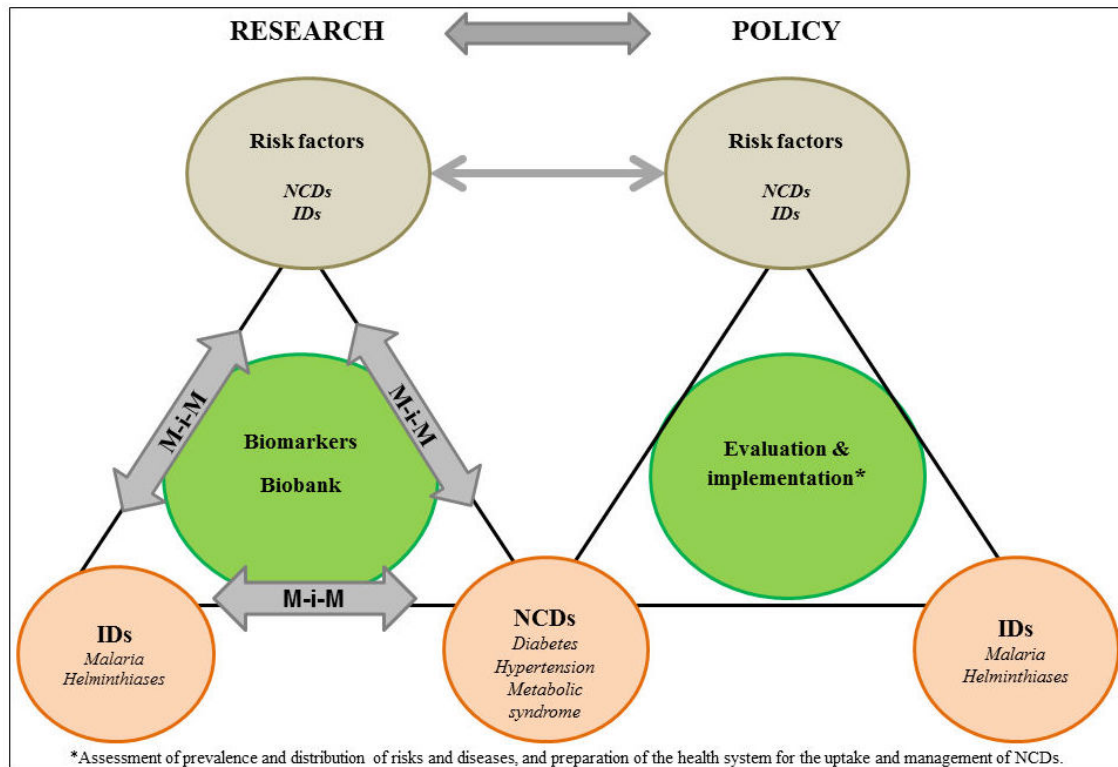 RESEARCH
POLICY
Risk factors
NCDs
IDs
Risk factors
NCDs
IDs
M-i-M
M-i-M
Biomarkers
Biobank
Evaluation &
implementation*
M-i-M
IDs
Malaria
Helminthiases
NCDs
Diabetes
Hypertension
Metabolic
syndrome
IDs
Malaria
Helminthiases
*Assessment of prevalence and distribution of risks and diseases, and preparation of the health system for the uptake and management of NCDs.